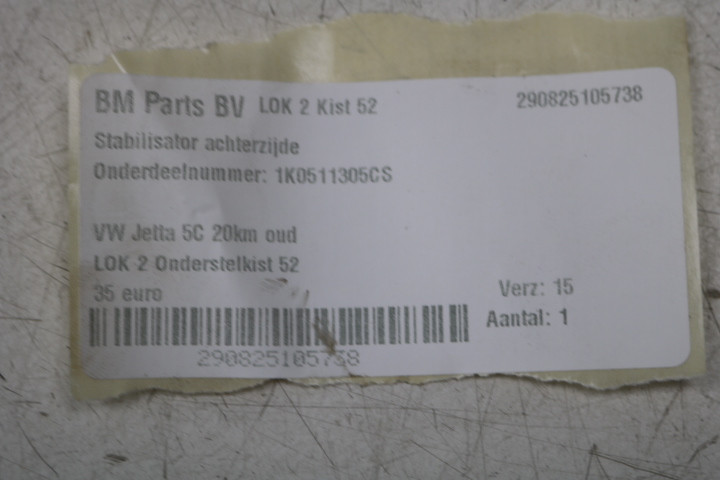 BM Parts BV LOK 2 Kist 52 290825105738
Stabilisator achterzijde
Onderdeelnummer: 1K0511305CS
VW Jetta 5C 20km oud
LOK 2 Onderstelkist 52
35 euro Verz: 15
Aantal: 1
290825105738